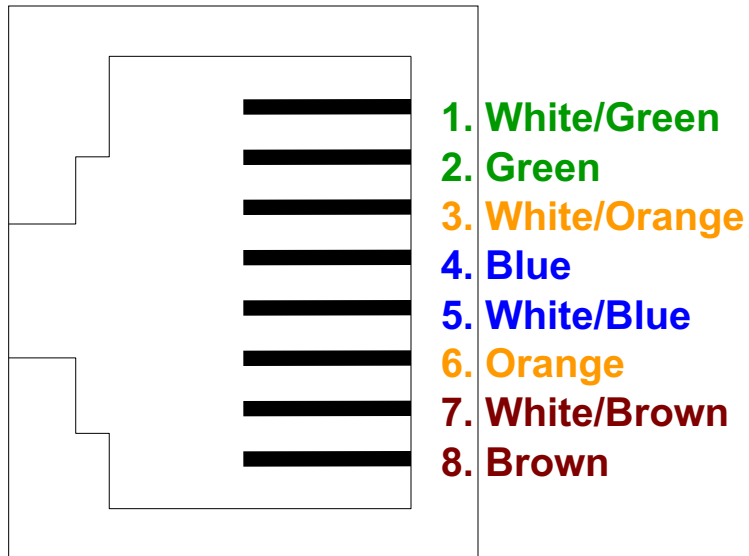 1. White/Green
2. Green
3. White/Orange
4. Blue
5. White/Blue
6. Orange
7. White/Brown
8. Brown